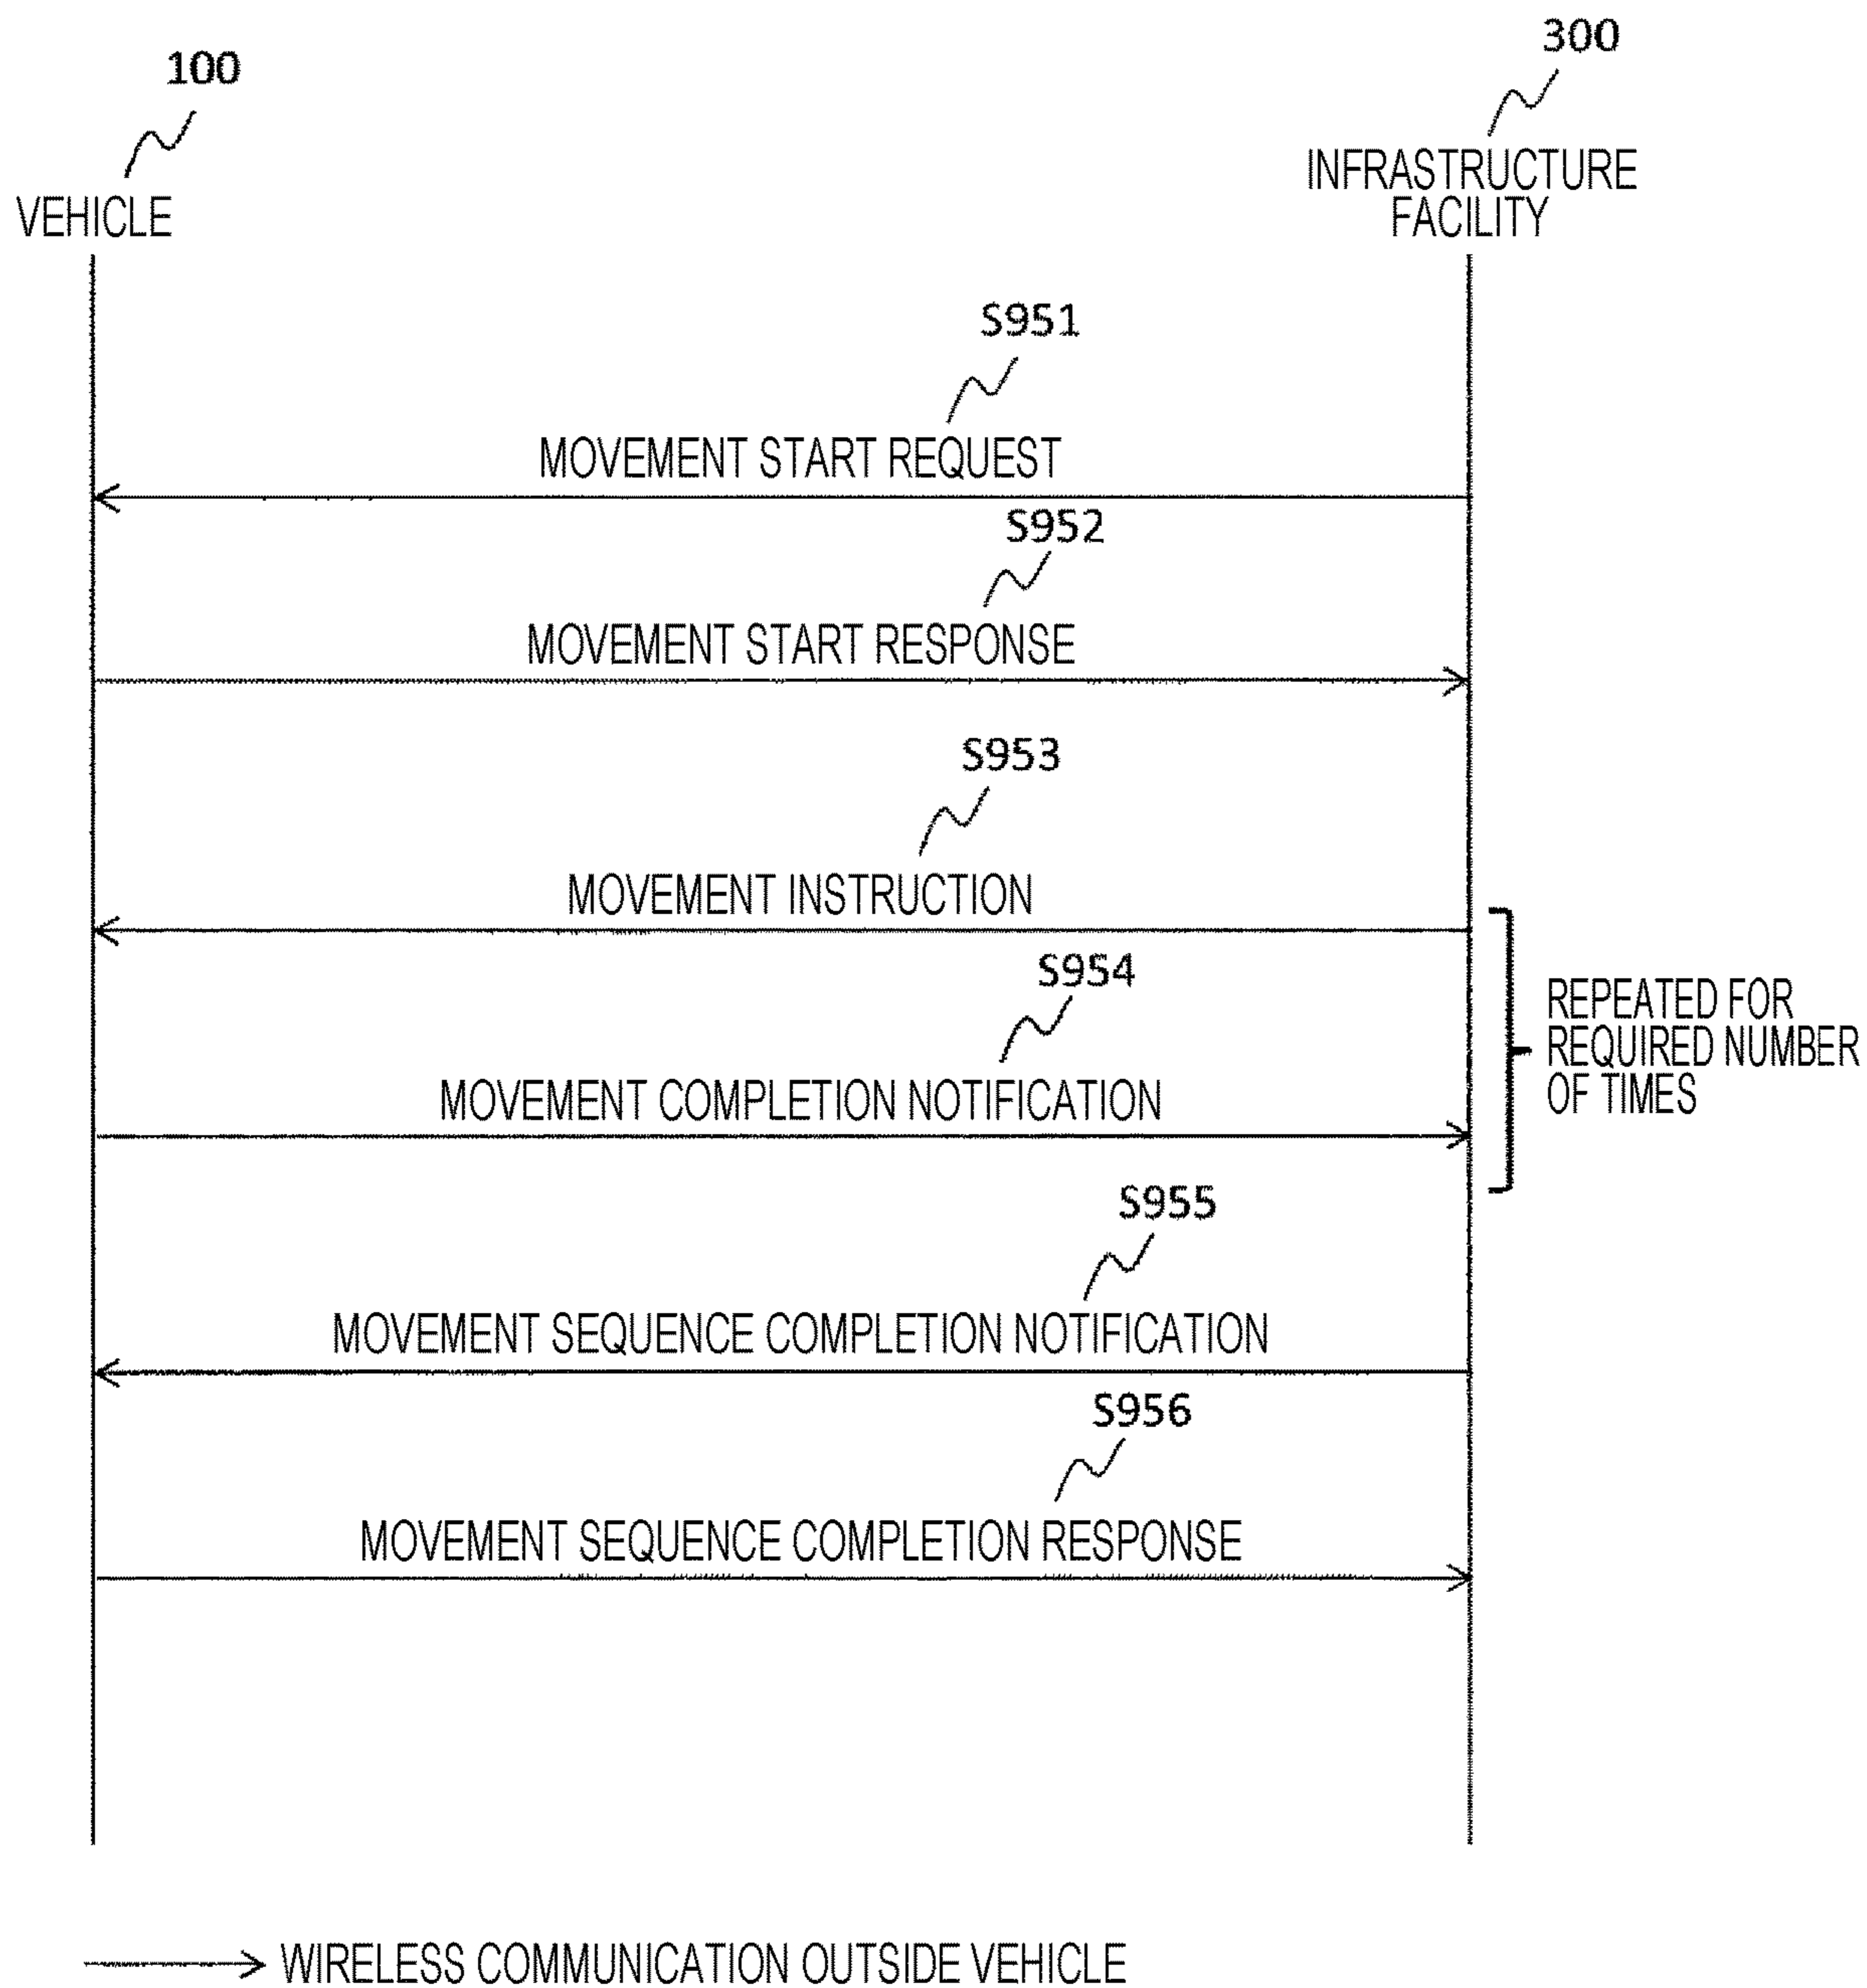 100
300
VEHICLE
INFRASTRUCTURE
FACILITY
S951
MOVEMENT START REQUEST
S952
MOVEMENT START RESPONSE
S953
MOVEMENT INSTRUCTION
S954
MOVEMENT COMPLETION NOTIFICATION
REPEATED FOR
REQUIRED NUMBER
OF TIMES
S955
MOVEMENT SEQUENCE COMPLETION NOTIFICATION
S956
MOVEMENT SEQUENCE COMPLETION RESPONSE
WIRELESS COMMUNICATION OUTSIDE VEHICLE